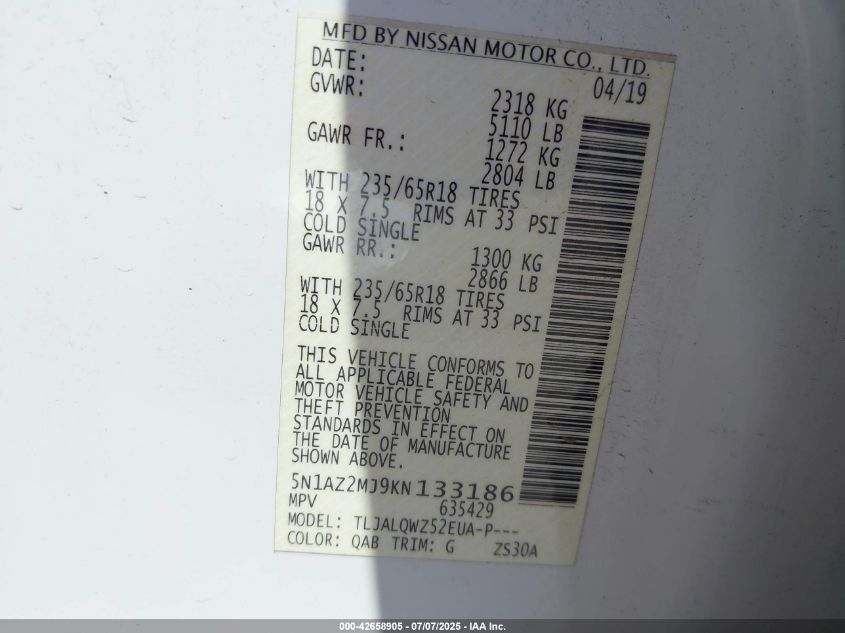 MFD BY NISSAN MOTOR CO., LTD.
DATE: 04/19
GVWR: 2318 KG
5110 LB
GAWR FR.: 1272 KG
2804 LB
WITH 235/65R18 TIRES
18 X 7.5 RIMS AT 33 PSI
COLD SINGLE
GAWR RR.: 1300 KG
2866 LB
WITH 235/65R18 TIRES
18 X 7.5 RIMS AT 33 PSI
COLD SINGLE
THIS VEHICLE CONFORMS TO
ALL APPLICABLE FEDERAL
MOTOR VEHICLE SAFETY AND
THEFT PREVENTION
STANDARDS IN EFFECT ON
THE DATE OF MANUFACTURE
SHOWN ABOVE.
5N1AZ2MJ9KN133186
MPV 635429
MODEL: TLJALQWZ52EUA-P---
COLOR: QAB TRIM: G ZS30A
000-42658905 - 07/07/2025 - IAA Inc.